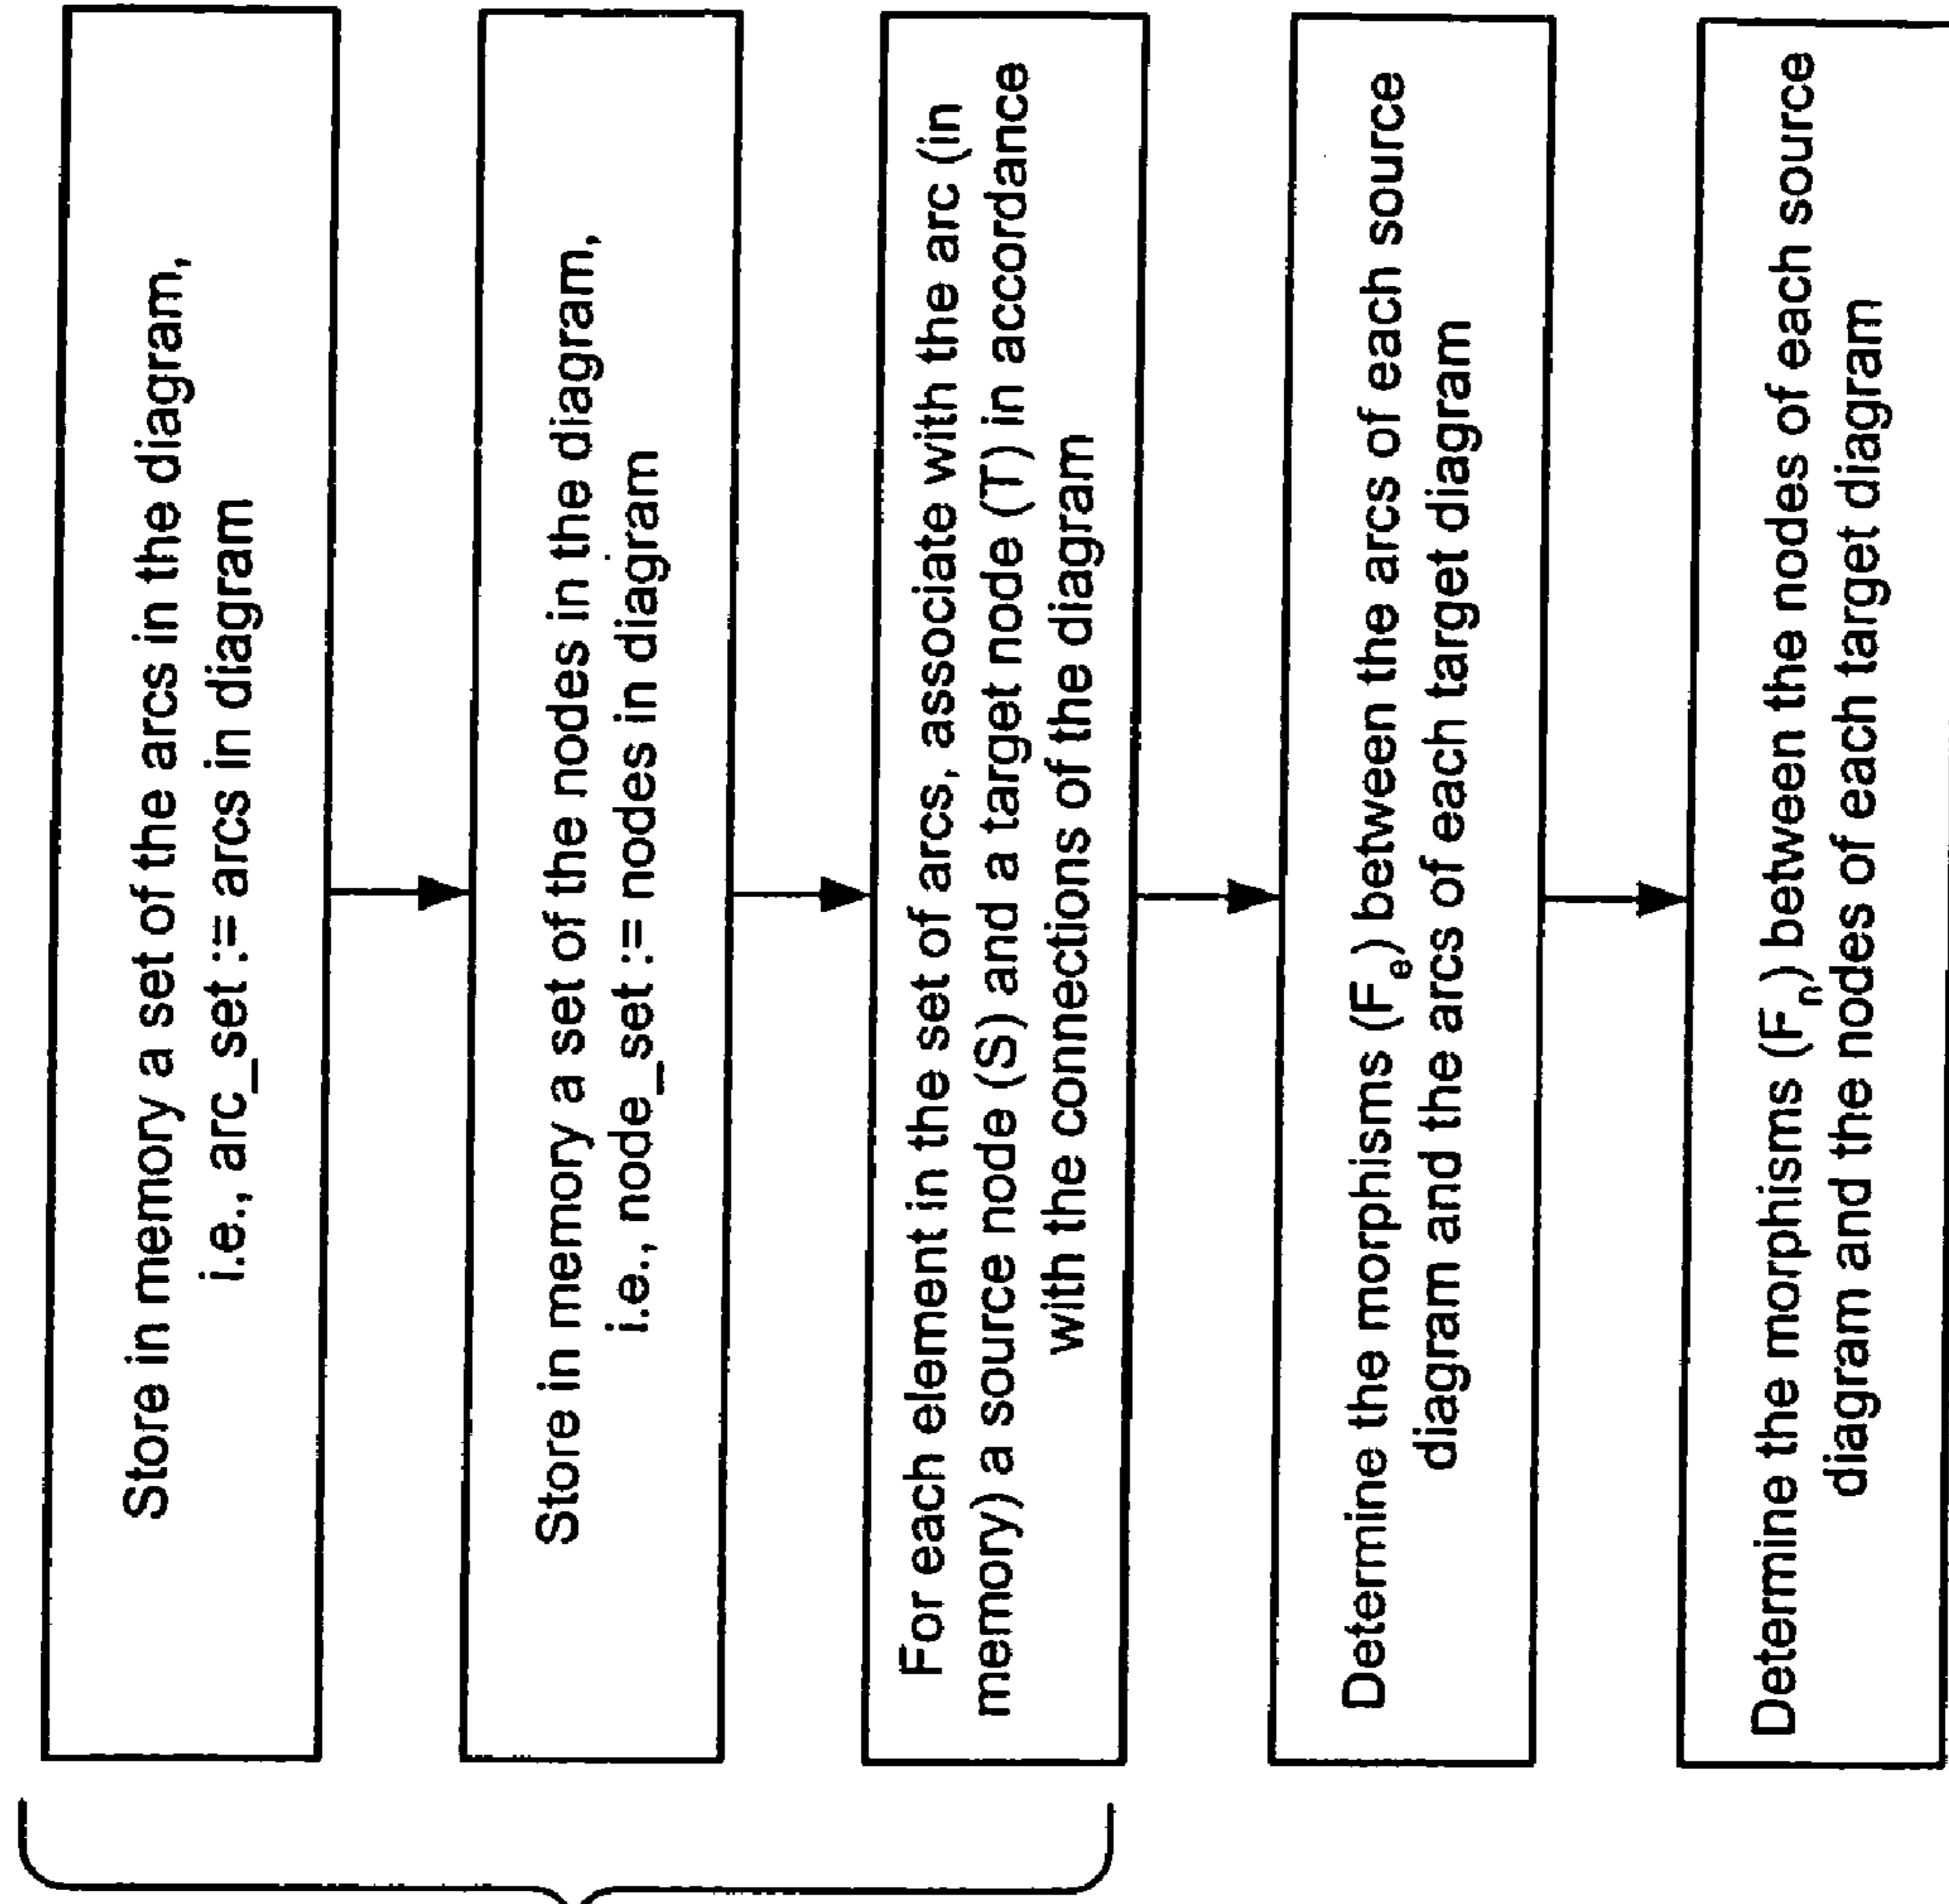 Store in memory a set of the arcs in the diagram,
i.e., arc_set := arcs in diagram
Store in memory a set of the nodes in the diagram,
i.e., node_set := nodes in diagram
For each element in the set of arcs, associate with the arc (in
memory) a source node (S) and a target node (T) in accordance
with the connections of the diagram
Determine the morphisms (Fₑ) between the arcs of each source
diagram and the arcs of each target diagram
Determine the morphisms (Fₙ) between the nodes of each source
diagram and the nodes of each target diagram